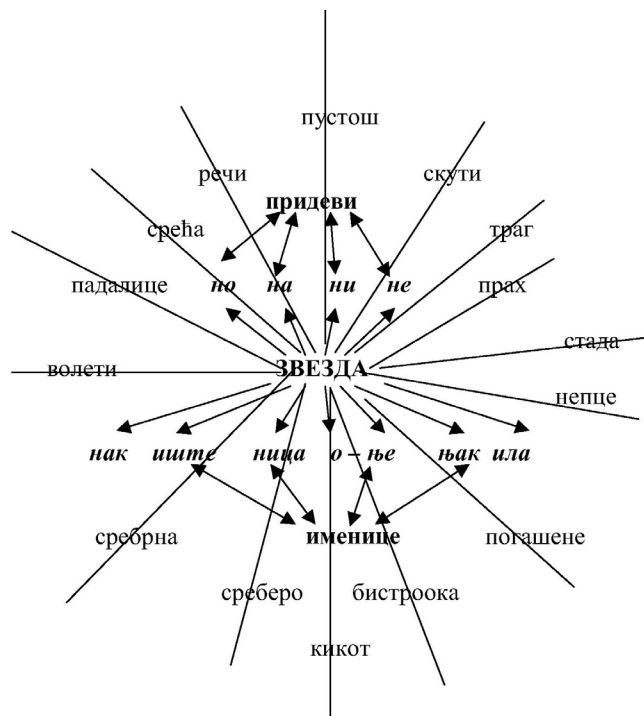 пустош
речи скути
придеви
срећа траг
падалице но на ни не прах
стада
волети ЗВЕЗДА
непце
нак иште ница о – ње њак ила
сребрна именице погашене
среберо бистроока
кикот